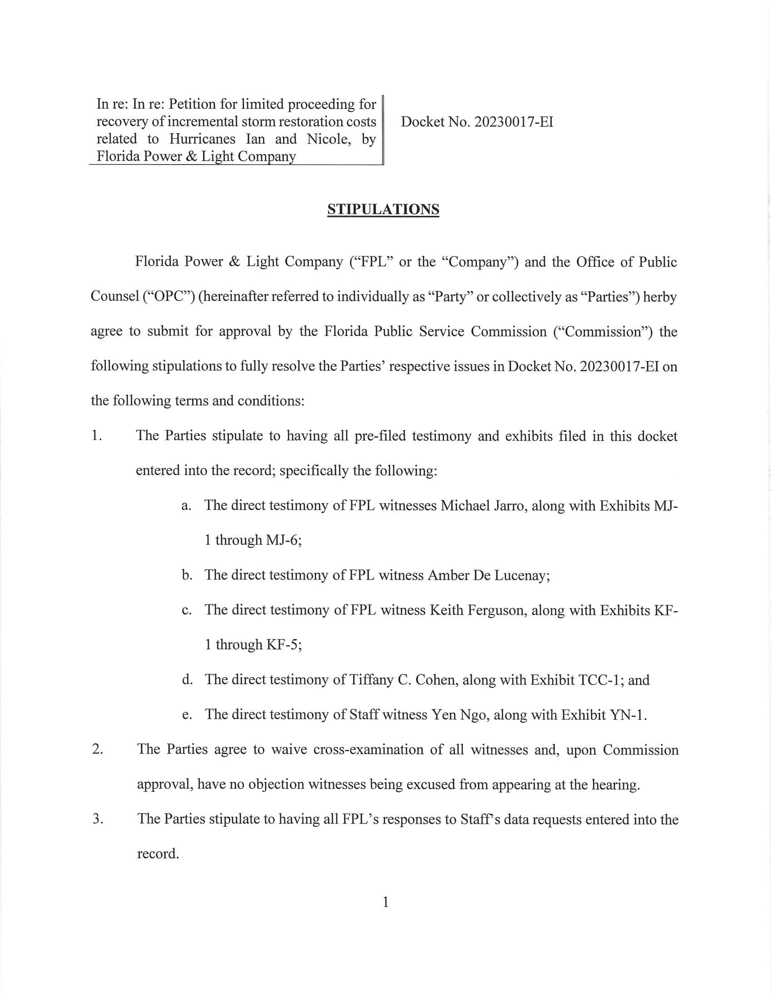 In re: In re: Petition for limited proceeding for
recovery of incremental storm restoration costs
related to Hurricanes Ian and Nicole, by
Florida Power & Light Company
Docket No. 20230017-EI
STIPULATIONS
Florida Power & Light Company (“FPL” or the “Company”) and the Office of Public
Counsel (“OPC”) (hereinafter referred to individually as “Party” or collectively as “Parties”) herby
agree to submit for approval by the Florida Public Service Commission (“Commission”) the
following stipulations to fully resolve the Parties’ respective issues in Docket No. 20230017-EI on
the following terms and conditions:
1. The Parties stipulate to having all pre-filed testimony and exhibits filed in this docket
entered into the record; specifically the following:
a. The direct testimony of FPL witnesses Michael Jarro, along with Exhibits MJ-
1 through MJ-6;
b. The direct testimony of FPL witness Amber De Lucenay;
c. The direct testimony of FPL witness Keith Ferguson, along with Exhibits KF-
1 through KF-5;
d. The direct testimony of Tiffany C. Cohen, along with Exhibit TCC-1; and
e. The direct testimony of Staff witness Yen Ngo, along with Exhibit YN-1.
2. The Parties agree to waive cross-examination of all witnesses and, upon Commission
approval, have no objection witnesses being excused from appearing at the hearing.
3. The Parties stipulate to having all FPL’s responses to Staff’s data requests entered into the
record.
1